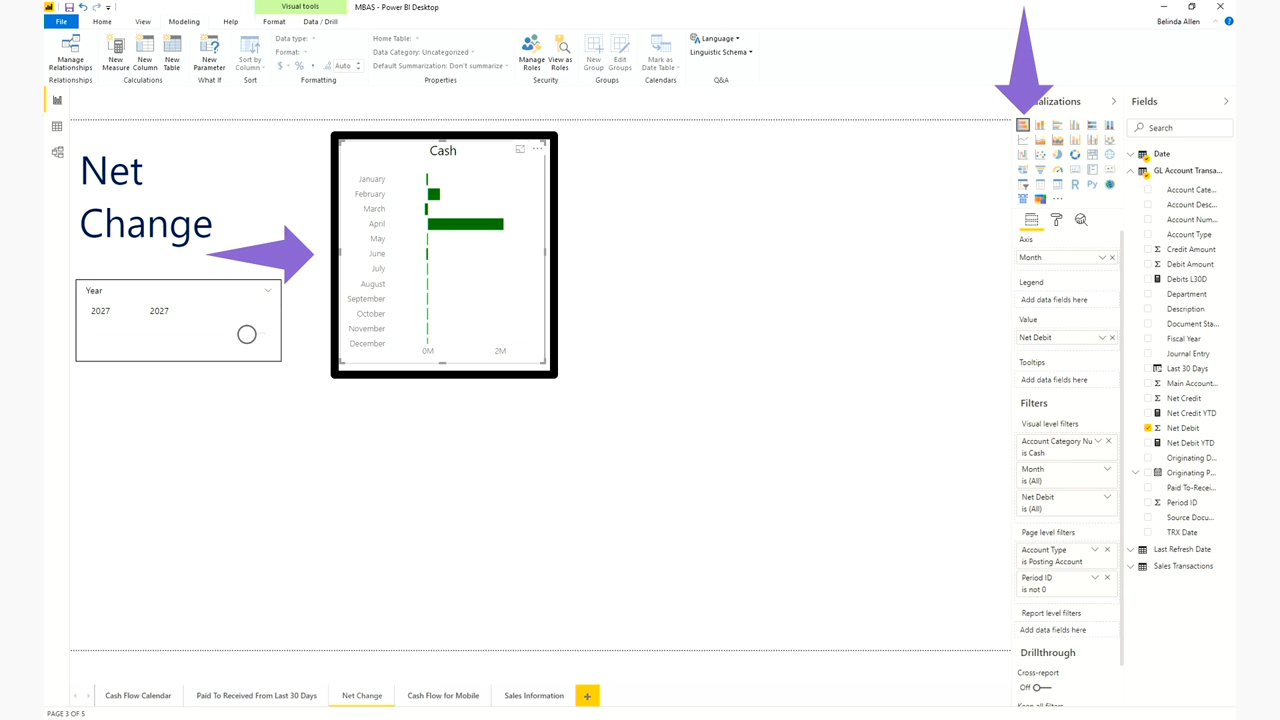 Visual tools
MBAS - Power BI Desktop
File
Home
View
Modeling
Help
Format
Data / Drill
Belinda Allen
Manage
Relationships
New
Measure
New
Column
New
Table
New
Parameter
Sort by
Column
Data type:
Format:
$ % , Auto
Home Table:
Data Category: Uncategorized
Default Summarization: Don't summarize
Manage
Roles
View as
Roles
New
Group
Edit
Groups
Mark as
Date Table
Language
Linguistic Schema
Relationships
Calculations
What If
Sort
Formatting
Properties
Security
Groups
Calendars
Q&A
Net
Change
Year
2027
2027
Cash
January
February
March
April
May
June
July
August
September
October
November
December
0M
2M
alizations
Axis
Month
Legend
Add data fields here
Value
Net Debit
Tooltips
Add data fields here
Filters
Visual level filters
Account Category Nu
is Cash
Month
is (All)
Net Debit
is (All)
Page level filters
Account Type
is Posting Account
Period ID
is not 0
Report level filters
Add data fields here
Drillthrough
Cross-report
Off
Keep all filters
Fields
Search
Date
GL Account Transa...
Account Cate...
Account Desc...
Account Num...
Account Type
Credit Amount
Debit Amount
Debits L30D
Department
Description
Document Sta...
Fiscal Year
Journal Entry
Last 30 Days
Main Account...
Net Credit
Net Credit YTD
Net Debit
Net Debit YTD
Originating D...
Originating P...
Paid To-Recei...
Period ID
Source Docu...
TRX Date
Last Refresh Date
Sales Transactions
Cash Flow Calendar
Paid To Received From Last 30 Days
Net Change
Cash Flow for Mobile
Sales Information
PAGE 3 OF 5